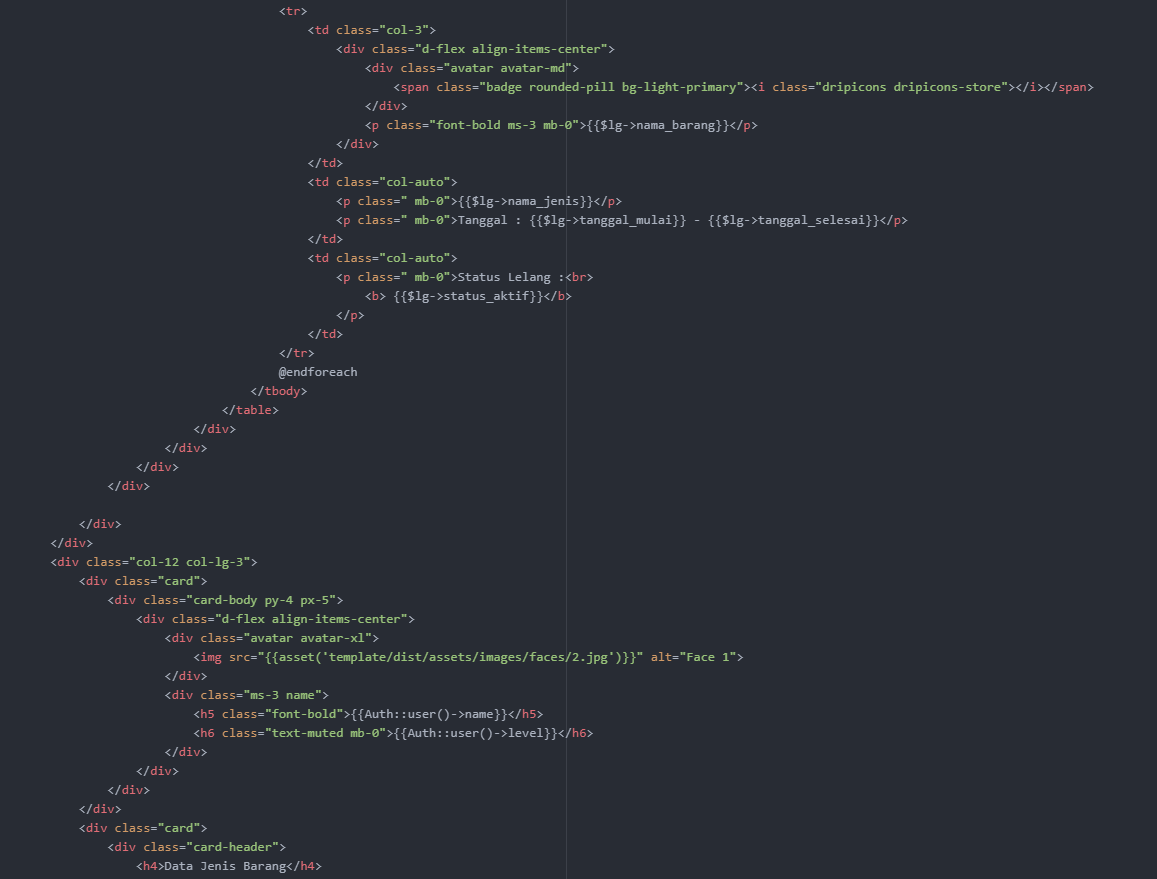 <tr>
<td class="col-3">
<div class="d-flex align-items-center">
<div class="avatar avatar-md">
<span class="badge rounded-pill bg-light-primary"><i class="dripicons dripicons-store"></i></span>
</div>
<p class="font-bold ms-3 mb-0">{{$lg->nama_barang}}</p>
</div>
</td>
<td class="col-auto">
<p class=" mb-0">{{$lg->nama_jenis}}</p>
<p class=" mb-0">Tanggal : {{$lg->tanggal_mulai}} - {{$lg->tanggal_selesai}}</p>
</td>
<td class="col-auto">
<p class=" mb-0">Status Lelang :<br>
<b> {{$lg->status_aktif}}</b>
</p>
</td>
</tr>
@endforeach
</tbody>
</table>
</div>
</div>
</div>
</div>
</div>
</div>
<div class="col-12 col-lg-3">
<div class="card">
<div class="card-body py-4 px-5">
<div class="d-flex align-items-center">
<div class="avatar avatar-xl">
<img src="{{asset('template/dist/assets/images/faces/2.jpg')}}" alt="Face 1">
</div>
<div class="ms-3 name">
<h5 class="font-bold">{{Auth::user()->name}}</h5>
<h6 class="text-muted mb-0">{{Auth::user()->level}}</h6>
</div>
</div>
</div>
</div>
<div class="card">
<div class="card-header">
<h4>Data Jenis Barang</h4>